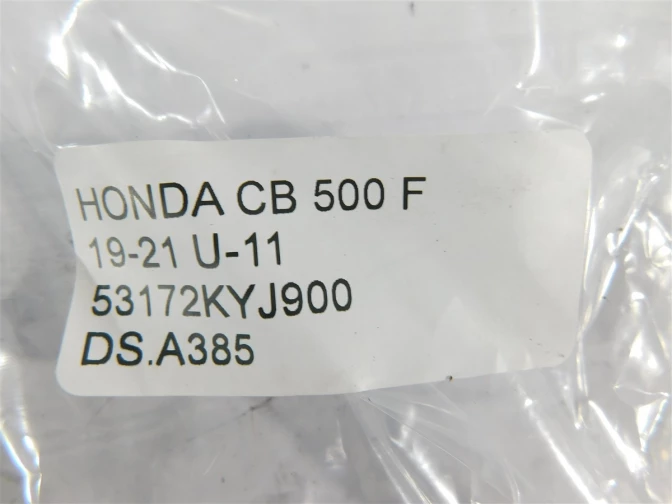 HONDA CB 500 F
19-21 U-11
53172KYJ900
DS.A385